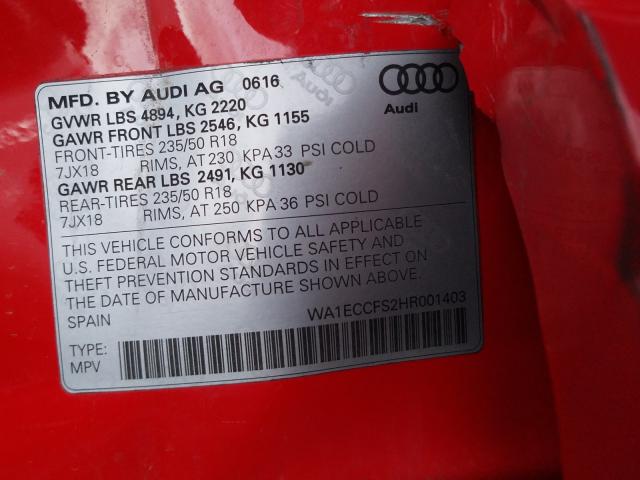 MFD. BY AUDI AG 0616
GVWR LBS 4894, KG 2220
GAWR FRONT LBS 2546, KG 1155
FRONT-TIRES 235/50 R18
7JX18 RIMS, AT 230 KPA 33 PSI COLD
GAWR REAR LBS 2491, KG 1130
REAR-TIRES 235/50 R18
7JX18 RIMS, AT 250 KPA 36 PSI COLD
Audi
THIS VEHICLE CONFORMS TO ALL APPLICABLE
U.S. FEDERAL MOTOR VEHICLE SAFETY AND
THEFT PREVENTION STANDARDS IN EFFECT ON
THE DATE OF MANUFACTURE SHOWN ABOVE.
SPAIN WA1ECCFS2HR001403
TYPE:
MPV